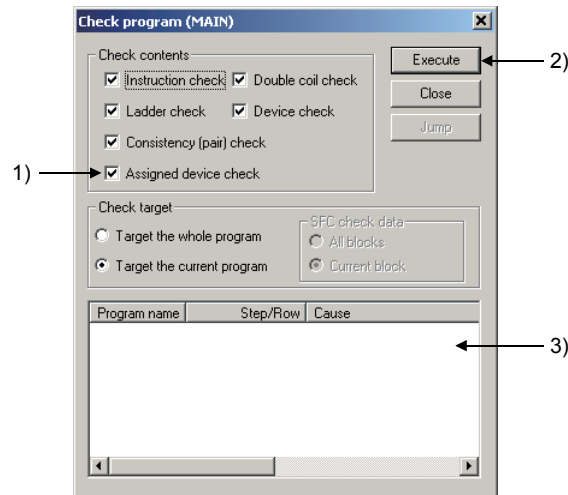 Check program (MAIN)
Check contents
Instruction check Double coil check
Ladder check Device check
Consistency (pair) check
1) Assigned device check
Execute 2)
Close
Jump
Check target
Target the whole program
Target the current program
SFC check data
All blocks
Current block
Program name Step/Row Cause
3)